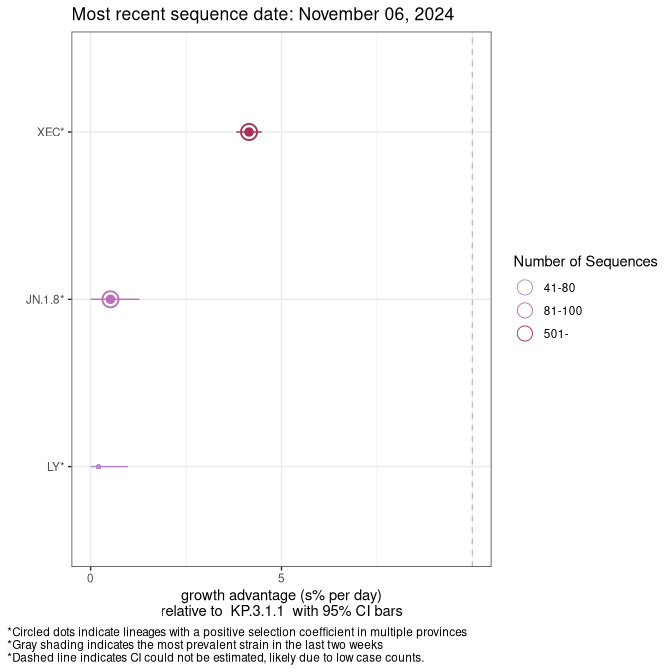 Most recent sequence date: November 06, 2024
XEC*
JN.1.8*
LY*
0
5
growth advantage (s% per day)
relative to  KP.3.1.1  with 95% CI bars
Number of Sequences
41-80
81-100
501-
*Circled dots indicate lineages with a positive selection coefficient in multiple provinces
*Gray shading indicates the most prevalent strain in the last two weeks
*Dashed line indicates CI could not be estimated, likely due to low case counts.